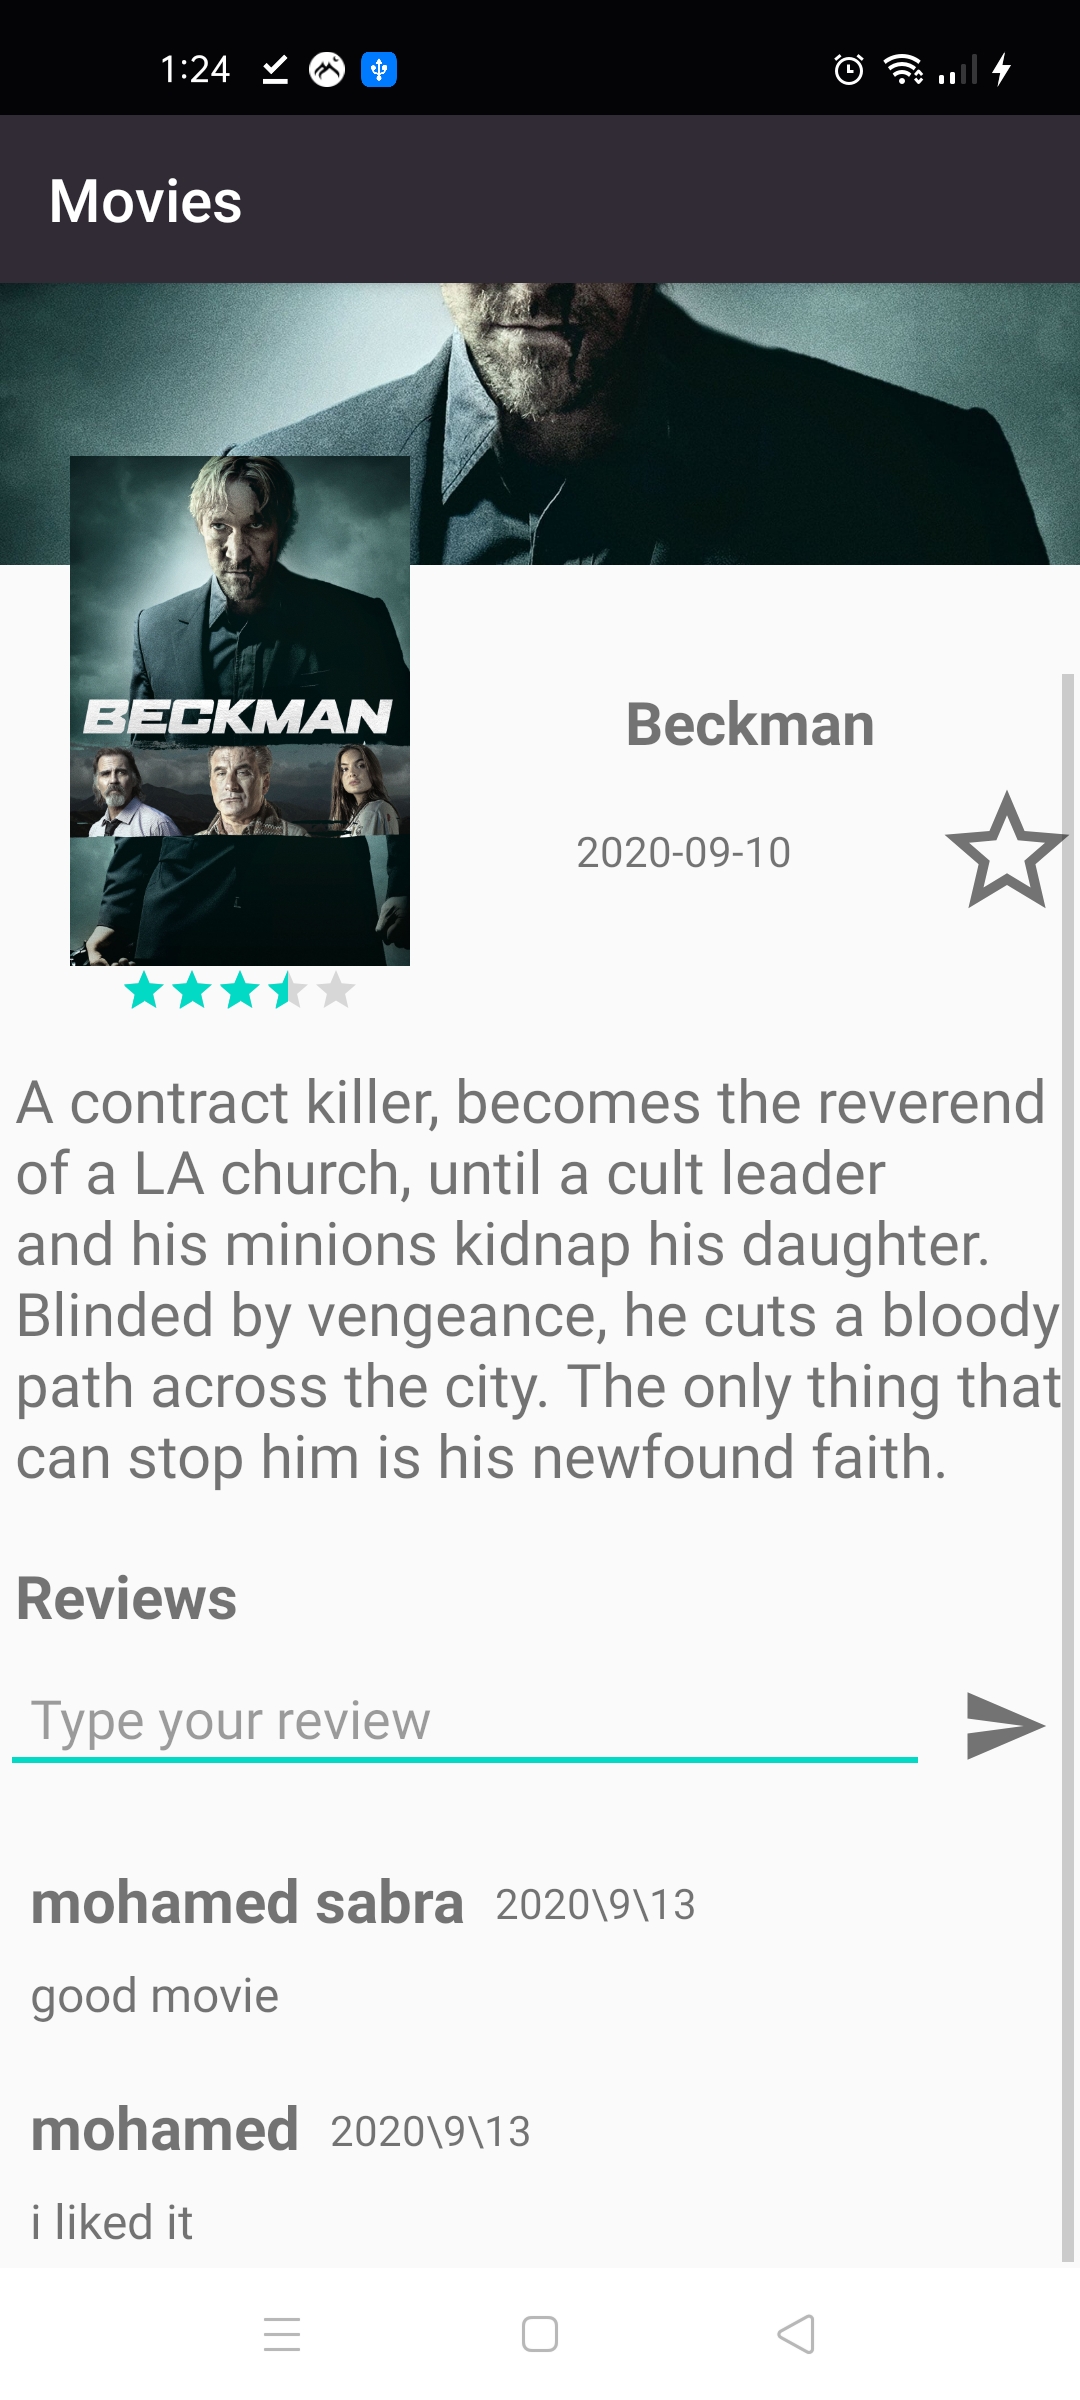 1:24
Movies
BECKMAN
Beckman
2020-09-10
A contract killer, becomes the reverend
of a LA church, until a cult leader
and his minions kidnap his daughter.
Blinded by vengeance, he cuts a bloody
path across the city. The only thing that
can stop him is his newfound faith.
Reviews
Type your review
mohamed sabra 2020\9\13
good movie
mohamed 2020\9\13
i liked it